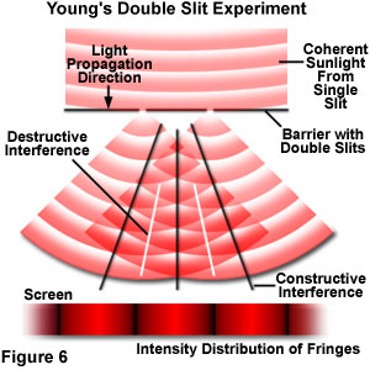 Young's Double Slit Experiment
Light
Propagation
Direction
Coherent
Sunlight
From
Single
Slit
Destructive
Interference
Barrier with
Double Slits
Constructive
Interference
Screen
Intensity Distribution of Fringes
Figure 6